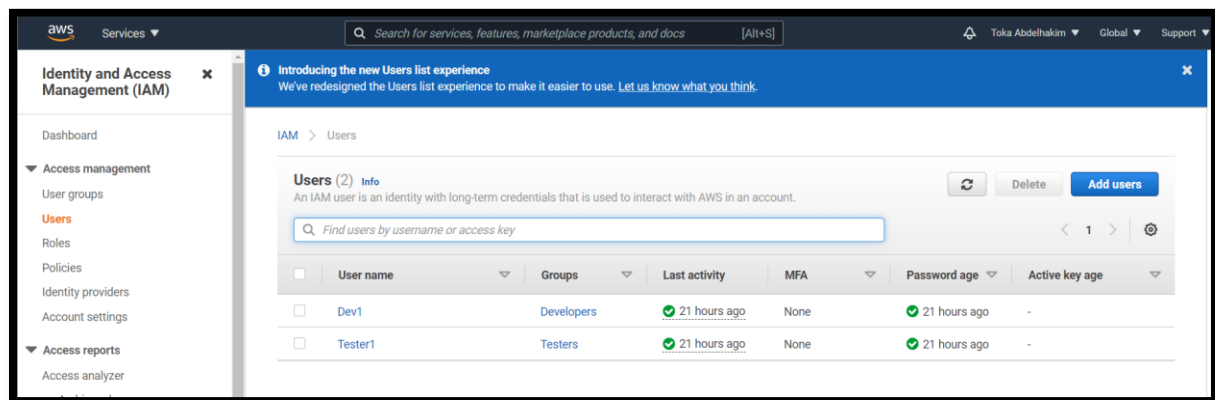 aws Services Search for services, features, marketplace products, and docs [Alt+S] Toka Abdelhakim Global Support
Identity and Access
Management (IAM)
Dashboard
Access management
User groups
Users
Roles
Policies
Identity providers
Account settings
Access reports
Access analyzer
Introducing the new Users list experience
We've redesigned the Users list experience to make it easier to use. Let us know what you think.
IAM > Users
Users (2) Info
An IAM user is an identity with long-term credentials that is used to interact with AWS in an account.
Delete Add users
Find users by username or access key
1
User name Groups Last activity MFA Password age Active key age
Dev1 Developers 21 hours ago None 21 hours ago -
Tester1 Testers 21 hours ago None 21 hours ago -